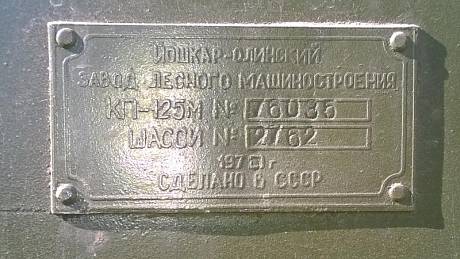 ЙОШКАР-ОЛИНСКИЙ
ЗАВОД ЛЕСНОГО МАШИНОСТРОЕНИЯ
КП-125М № 76035
ШАССИ № 2762
СДЕЛАНО В СССР